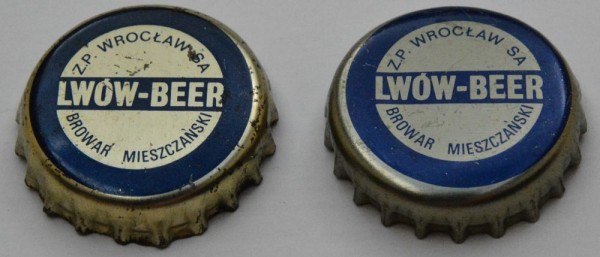 Z.P. WROCŁAW SA
LWÓW-BEER
BROWAR MIESZCZAŃSKI
Z.P. WROCŁAW SA
LWÓW-BEER
BROWAR MIESZCZAŃSKI